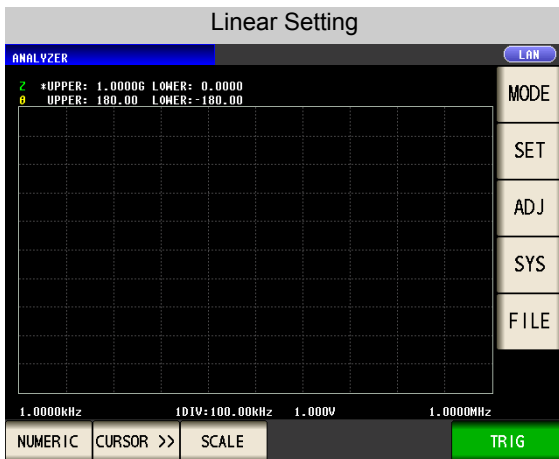 Linear Setting
ANALYZER LAN
Z *UPPER: 1.0000G LOWER: 0.0000
θ UPPER: 180.00 LOWER:-180.00
MODE
SET
ADJ
SYS
FILE
1.0000kHz 1DIV:100.00kHz 1.000V 1.0000MHz
NUMERIC CURSOR >> SCALE TRIG